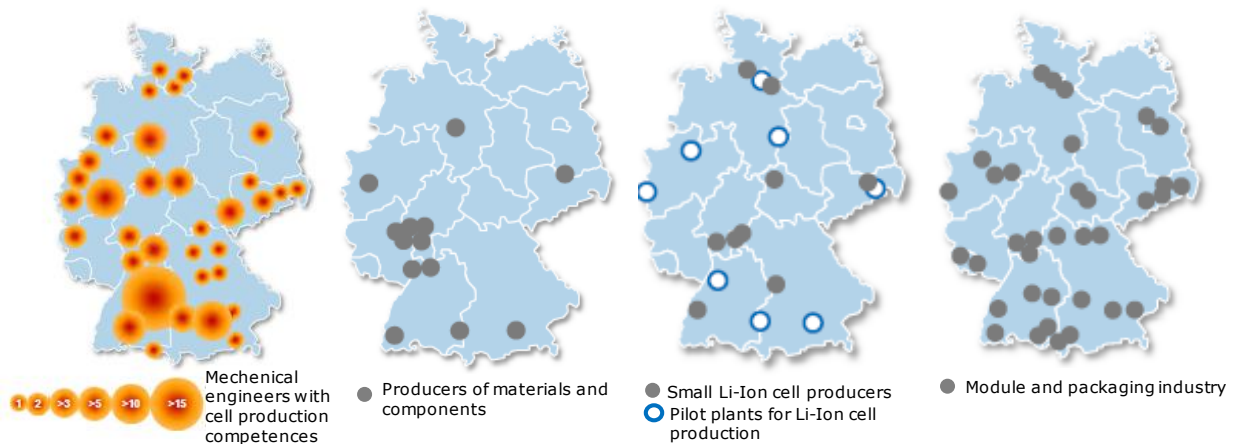 1 2 >3 >5 >10 >15
Mechenical
engineers with
cell production
competences
Producers of materials and
components
Small Li-Ion cell producers
Pilot plants for Li-Ion cell
production
Module and packaging industry